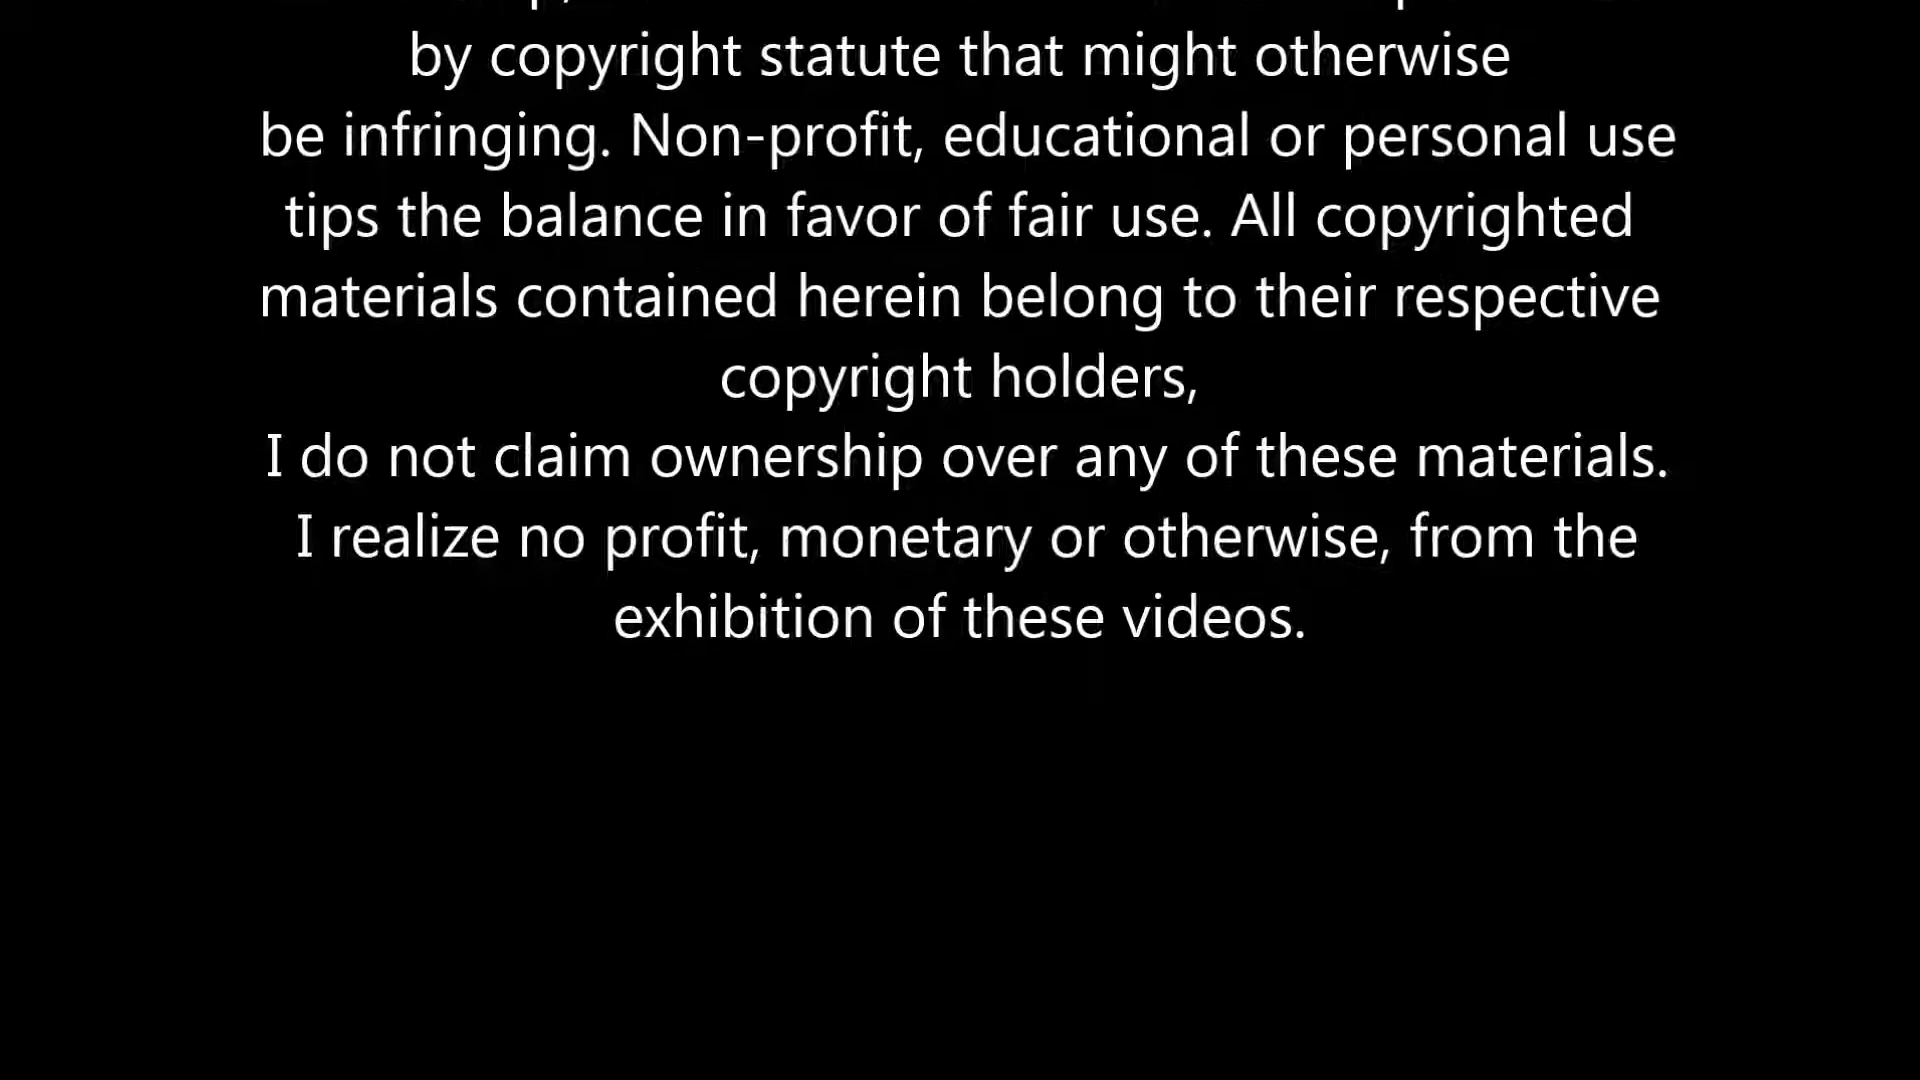 by copyright statute that might otherwise
be infringing. Non-profit, educational or personal use
tips the balance in favor of fair use. All copyrighted
materials contained herein belong to their respective
copyright holders,
I do not claim ownership over any of these materials.
I realize no profit, monetary or otherwise, from the
exhibition of these videos.